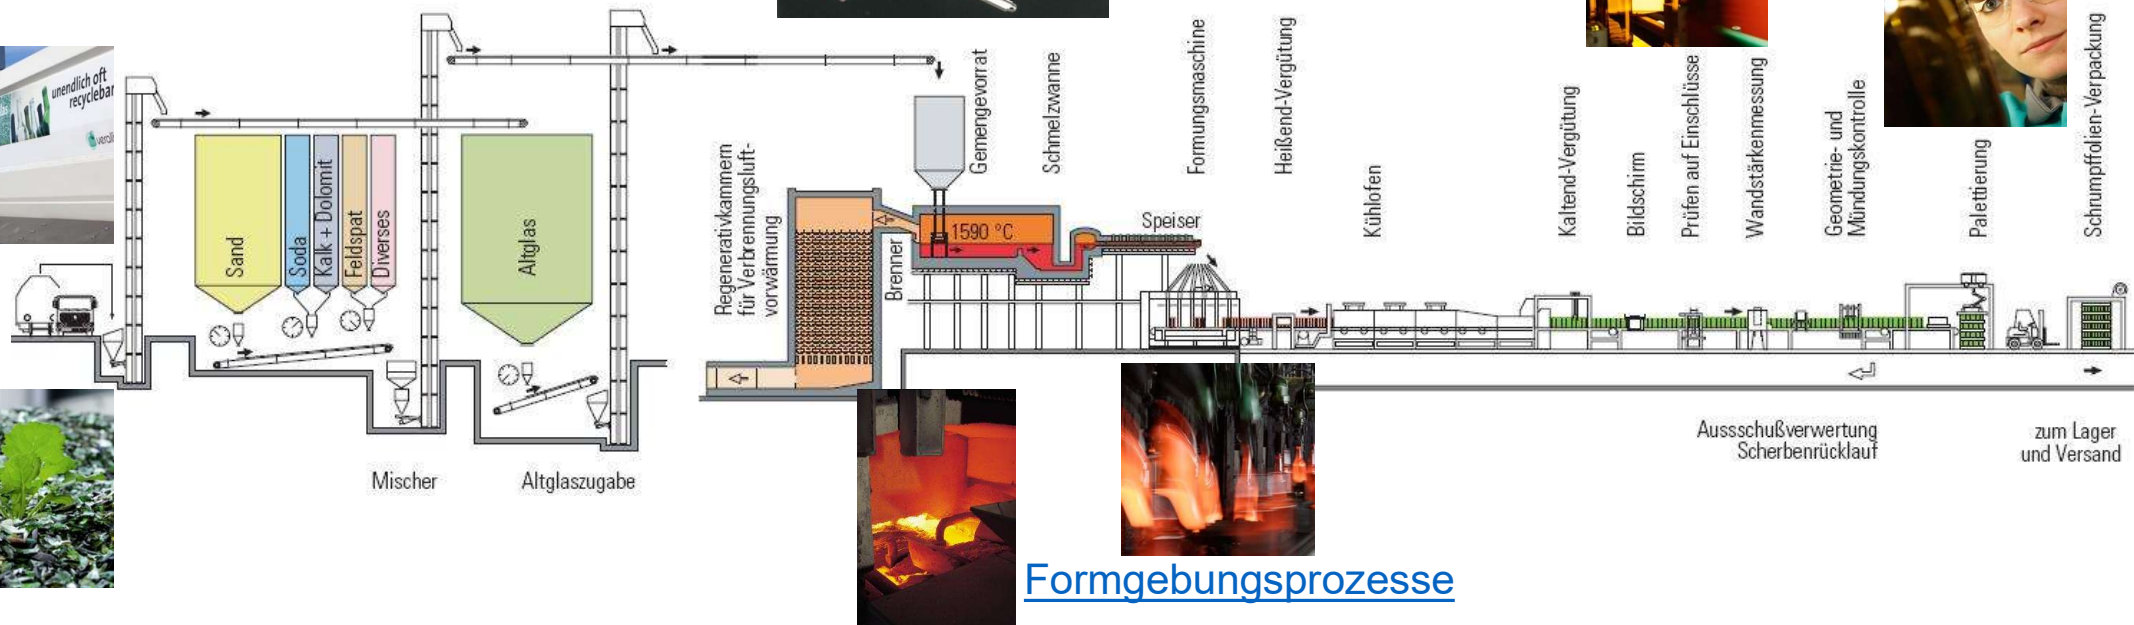 unendlich oft
recyclebar
Sand
Soda
Kalk + Dolomit
Feldspat
Diverses
Altglas
Mischer
Altglaszugabe
Regenerativkammern
für Verbrennungsluft-
vorwärmung
Brenner
Gemengevorrat
1590 °C
Schmelzwanne
Speiser
Formungsmaschine
Heißend-Vergütung
Kühlofen
Kaltend-Vergütung
Bildschirm
Prüfen auf Einschlüsse
Wandstärkenmessung
Geometrie- und
Mündungskontrolle
Palettierung
Schrumpffolien-Verpackung
Aussschußverwertung
Scherbenrücklauf
zum Lager
und Versand
Formgebungsprozesse